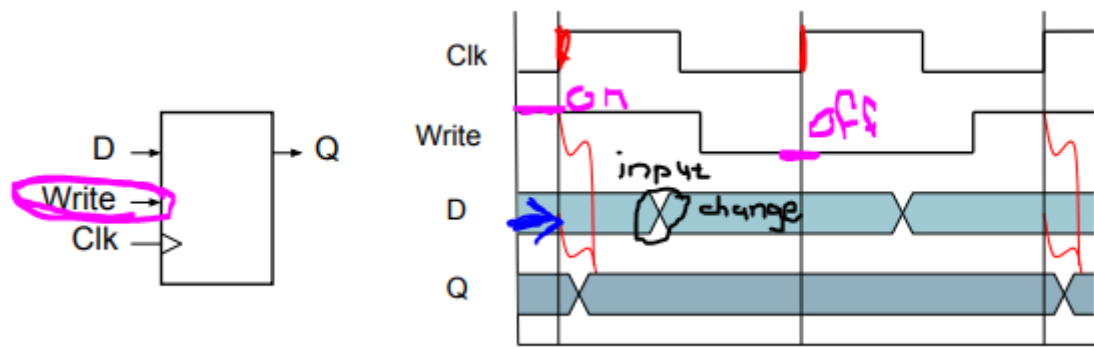 D
Write
Clk
Q
Clk
on
Write
off
input
D
change
Q